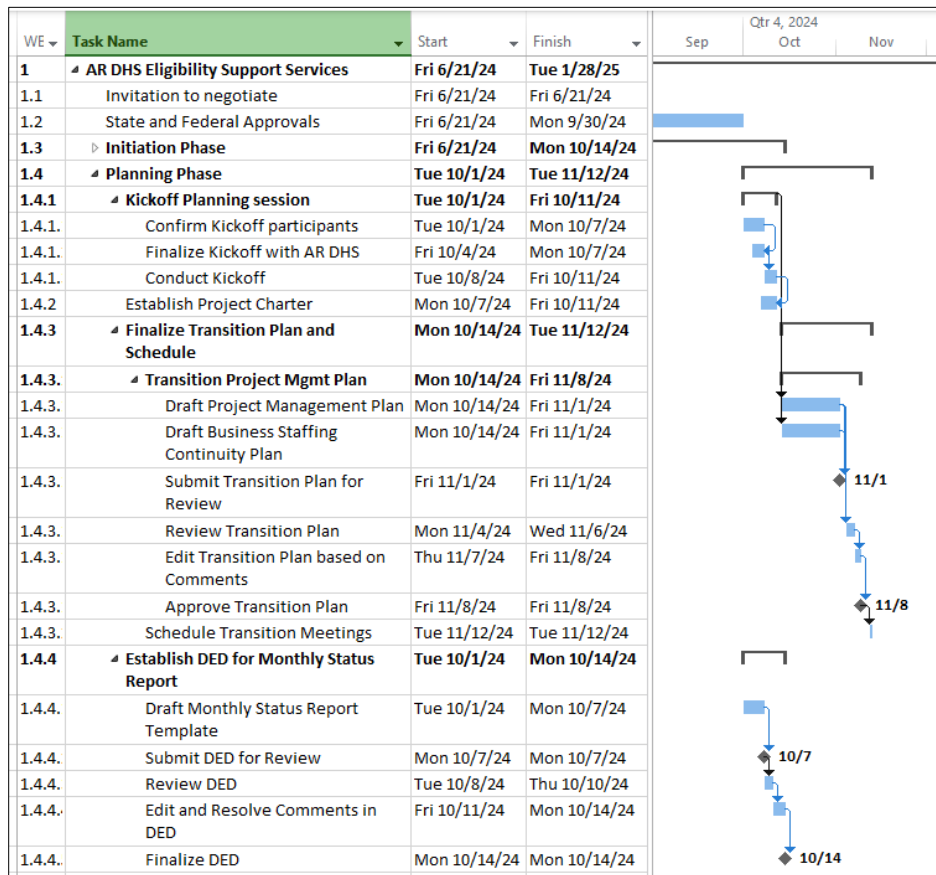 Qtr 4, 2024
WE Task Name Start Finish Sep Oct Nov
1 AR DHS Eligibility Support Services Fri 6/21/24 Tue 1/28/25
1.1 Invitation to negotiate Fri 6/21/24 Fri 6/21/24
1.2 State and Federal Approvals Fri 6/21/24 Mon 9/30/24
1.3 Initiation Phase Fri 6/21/24 Mon 10/14/24
1.4 Planning Phase Tue 10/1/24 Tue 11/12/24
1.4.1 Kickoff Planning session Tue 10/1/24 Fri 10/11/24
1.4.1. Confirm Kickoff participants Tue 10/1/24 Mon 10/7/24
1.4.1. Finalize Kickoff with AR DHS Fri 10/4/24 Mon 10/7/24
1.4.1. Conduct Kickoff Tue 10/8/24 Fri 10/11/24
1.4.2 Establish Project Charter Mon 10/7/24 Fri 10/11/24
1.4.3 Finalize Transition Plan and Mon 10/14/24 Tue 11/12/24
Schedule
1.4.3. Transition Project Mgmt Plan Mon 10/14/24 Fri 11/8/24
1.4.3. Draft Project Management Plan Mon 10/14/24 Fri 11/1/24
1.4.3. Draft Business Staffing Mon 10/14/24 Fri 11/1/24
Continuity Plan
1.4.3. Submit Transition Plan for Fri 11/1/24 Fri 11/1/24 11/1
Review
1.4.3. Review Transition Plan Mon 11/4/24 Wed 11/6/24
1.4.3. Edit Transition Plan based on Thu 11/7/24 Fri 11/8/24
Comments
1.4.3. Approve Transition Plan Fri 11/8/24 Fri 11/8/24 11/8
1.4.3. Schedule Transition Meetings Tue 11/12/24 Tue 11/12/24
1.4.4 Establish DED for Monthly Status Tue 10/1/24 Mon 10/14/24
Report
1.4.4. Draft Monthly Status Report Tue 10/1/24 Mon 10/7/24
Template
1.4.4. Submit DED for Review Mon 10/7/24 Mon 10/7/24 10/7
1.4.4. Review DED Tue 10/8/24 Thu 10/10/24
1.4.4. Edit and Resolve Comments in Fri 10/11/24 Mon 10/14/24
DED
1.4.4. Finalize DED Mon 10/14/24 Mon 10/14/24 10/14